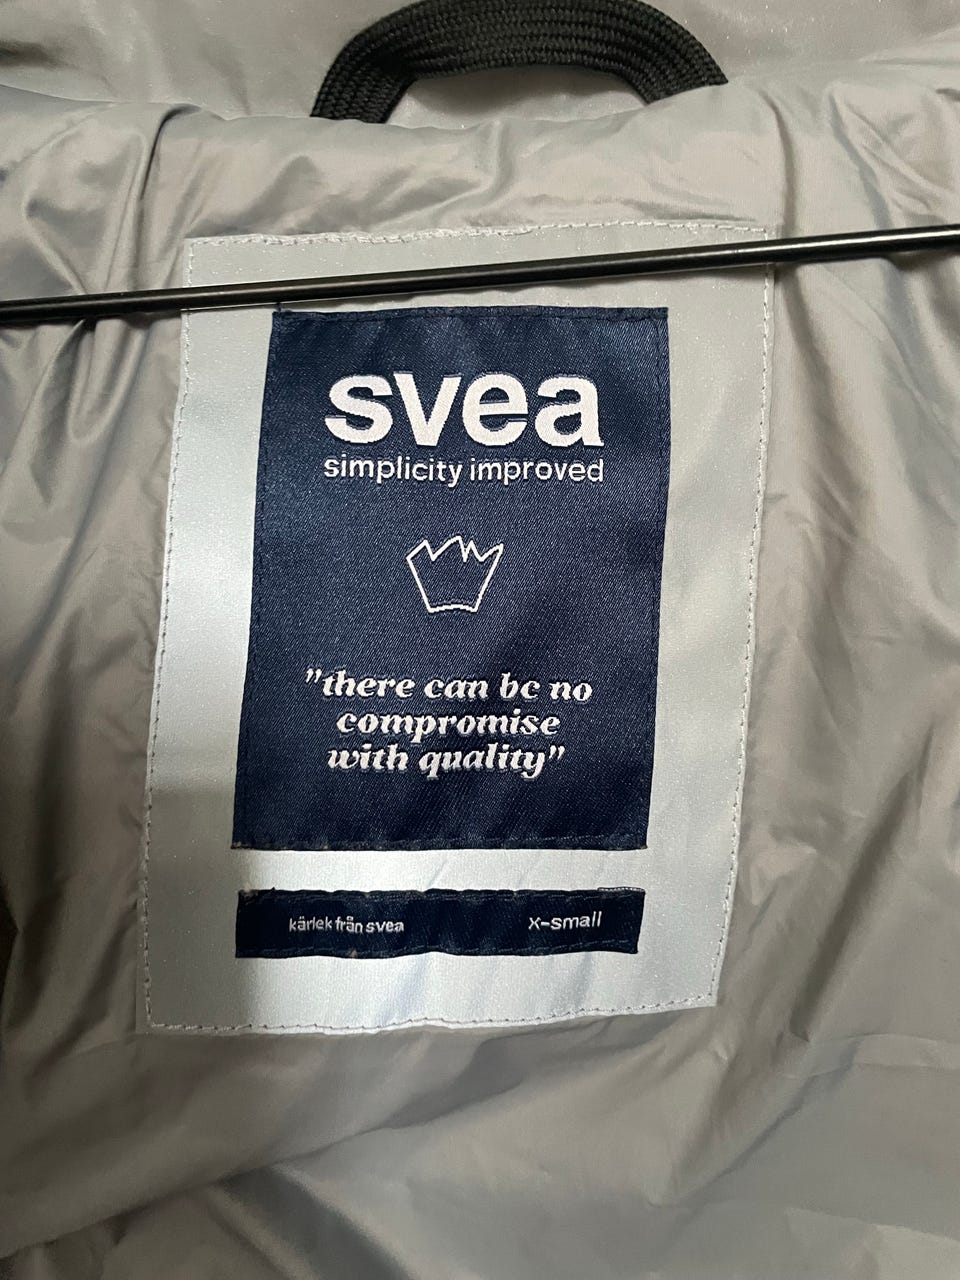 svea
simplicity improved
"there can be no
compromise
with quality"
kärlek från svea
x-small